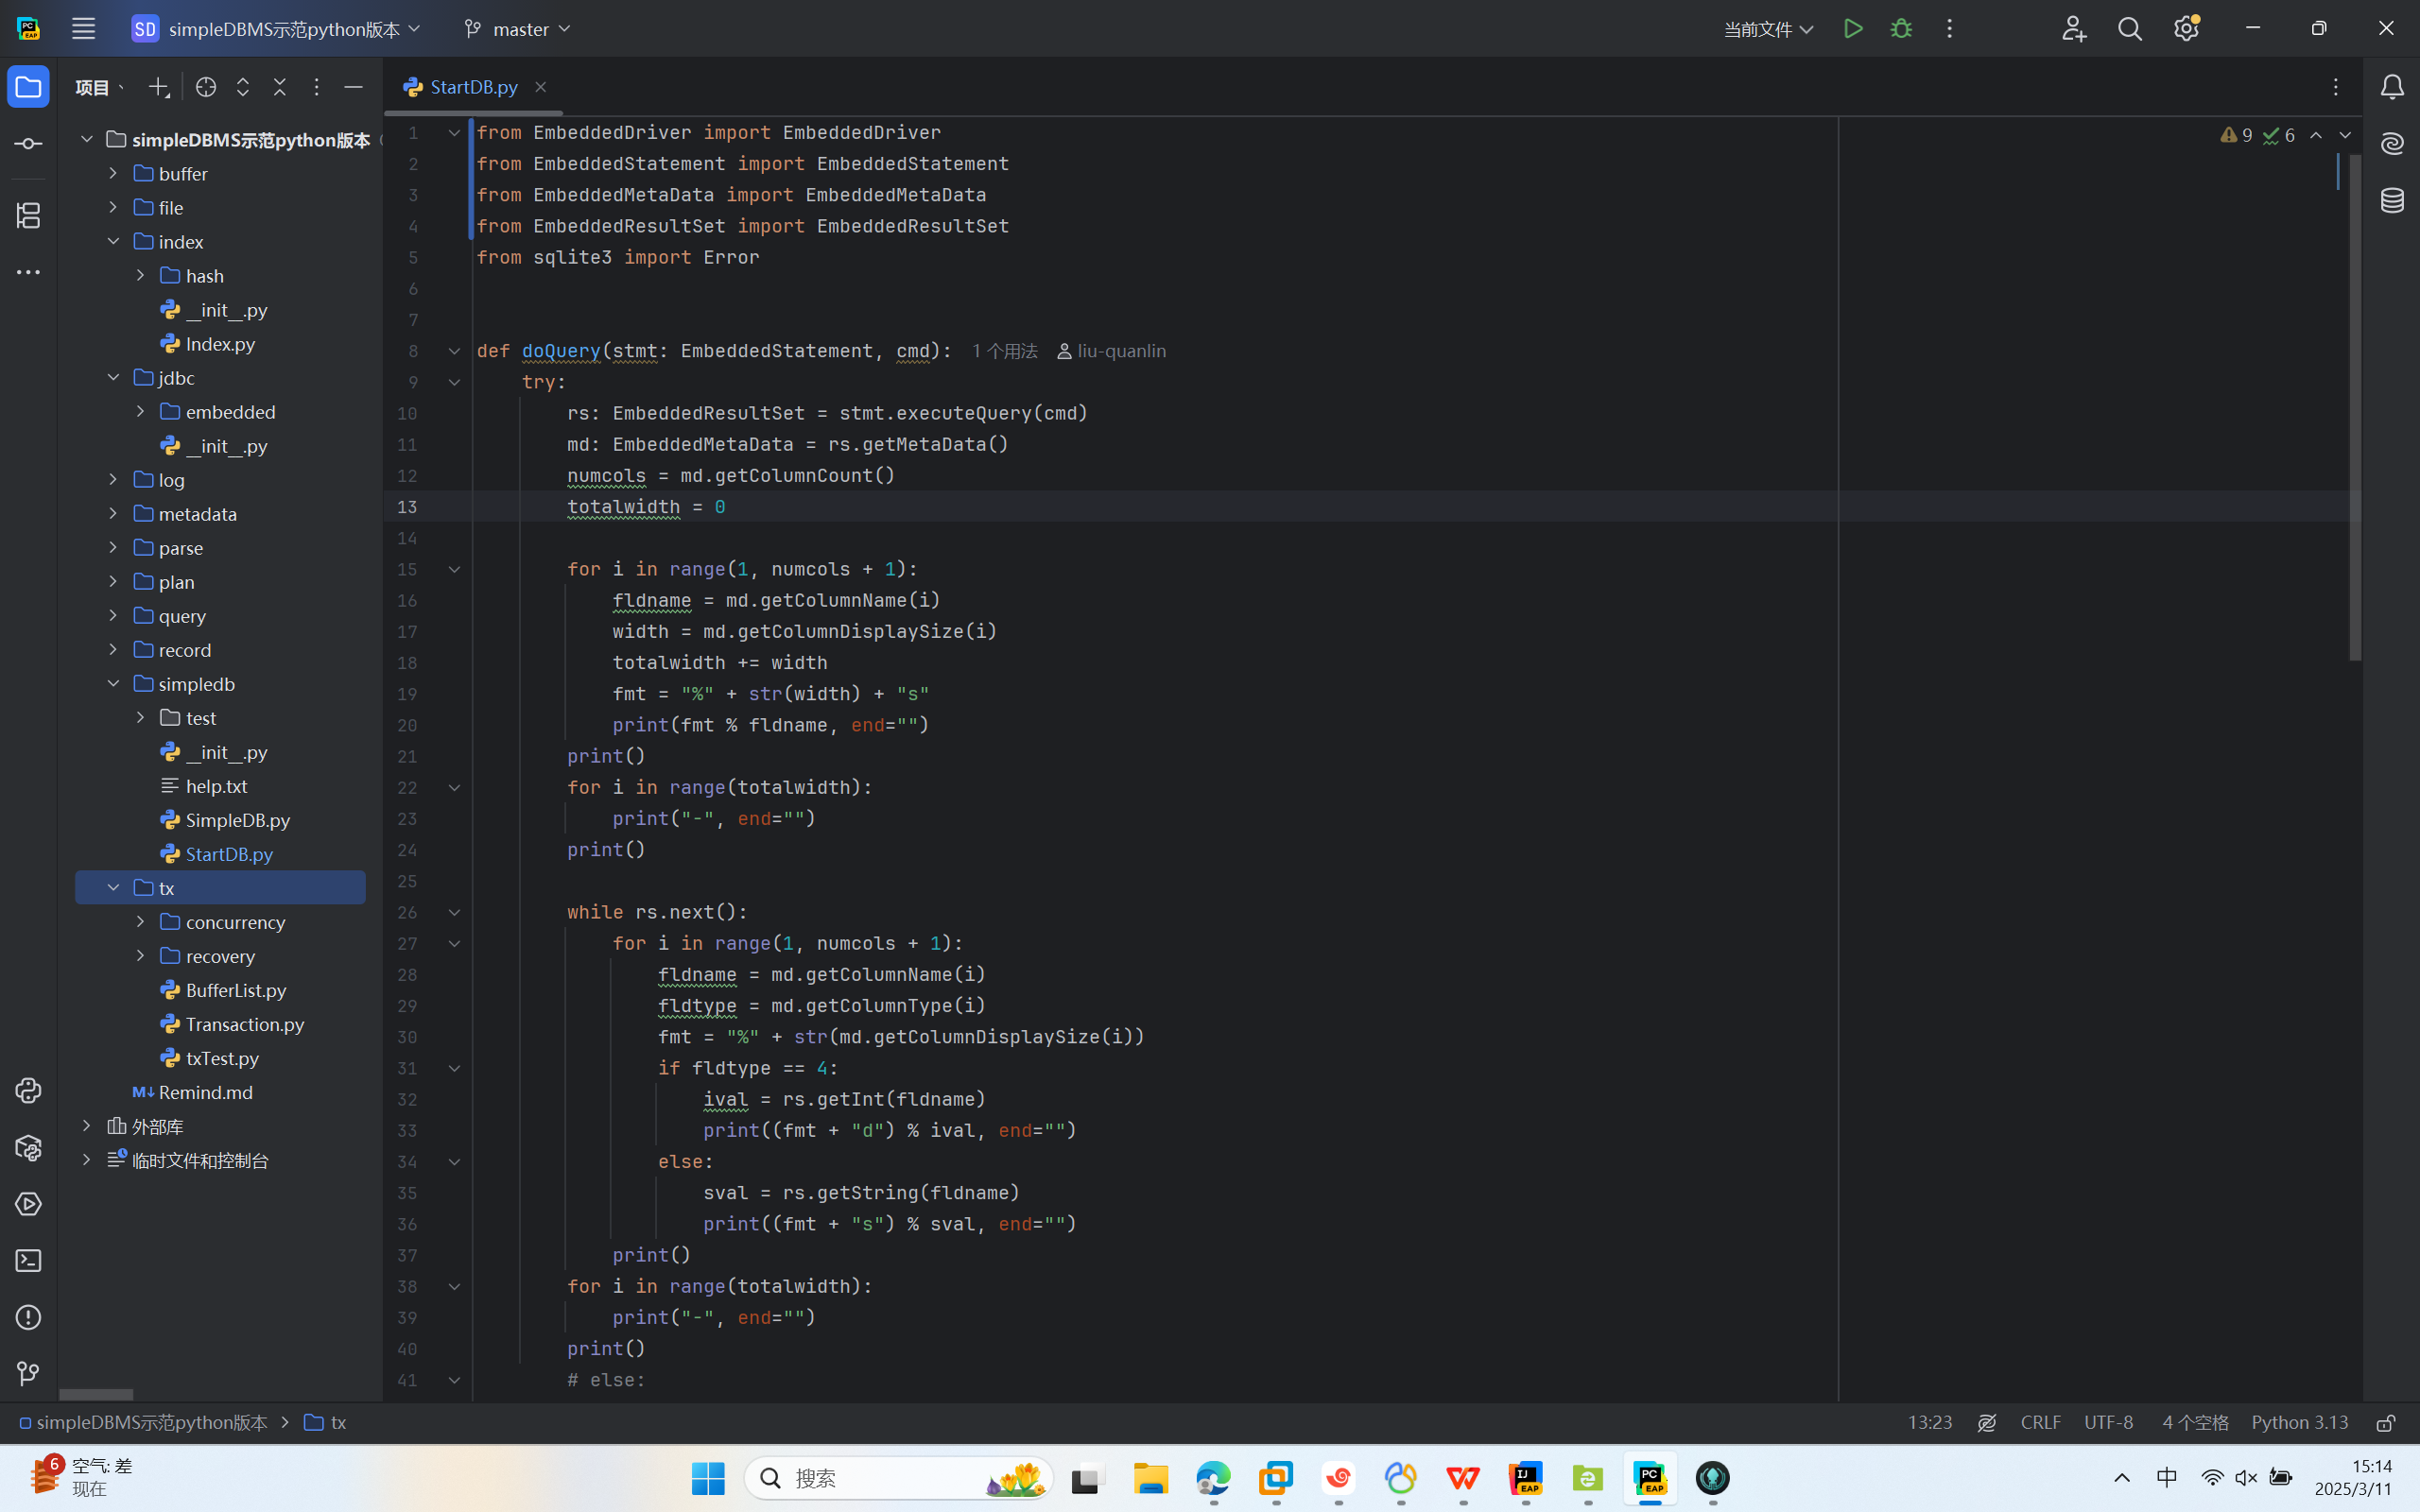 SD simpleDBMS示范python版本 master 当前文件
项目
simpleDBMS示范python版本
buffer
file
index
hash
__init__.py
Index.py
jdbc
embedded
__init__.py
log
metadata
parse
plan
query
record
simpledb
test
__init__.py
help.txt
SimpleDB.py
StartDB.py
tx
concurrency
recovery
BufferList.py
Transaction.py
txTest.py
M↓ Remind.md
外部库
临时文件和控制台
StartDB.py
9 6
1 from EmbeddedDriver import EmbeddedDriver
2 from EmbeddedStatement import EmbeddedStatement
3 from EmbeddedMetaData import EmbeddedMetaData
4 from EmbeddedResultSet import EmbeddedResultSet
5 from sqlite3 import Error
6
7
8 def doQuery(stmt: EmbeddedStatement, cmd): 1 个用法 liu-quanlin
9 try:
10 rs: EmbeddedResultSet = stmt.executeQuery(cmd)
11 md: EmbeddedMetaData = rs.getMetaData()
12 numcols = md.getColumnCount()
13 totalwidth = 0
14
15 for i in range(1, numcols + 1):
16 fldname = md.getColumnName(i)
17 width = md.getColumnDisplaySize(i)
18 totalwidth += width
19 fmt = "%" + str(width) + "s"
20 print(fmt % fldname, end="")
21 print()
22 for i in range(totalwidth):
23 print("-", end="")
24 print()
25
26 while rs.next():
27 for i in range(1, numcols + 1):
28 fldname = md.getColumnName(i)
29 fldtype = md.getColumnType(i)
30 fmt = "%" + str(md.getColumnDisplaySize(i))
31 if fldtype == 4:
32 ival = rs.getInt(fldname)
33 print((fmt + "d") % ival, end="")
34 else:
35 sval = rs.getString(fldname)
36 print((fmt + "s") % sval, end="")
37 print()
38 for i in range(totalwidth):
39 print("-", end="")
40 print()
41 # else:
simpleDBMS示范python版本 > tx 13:23 CRLF UTF-8 4 个空格 Python 3.13
6 空气: 差
现在
搜索
中
15:14
2025/3/11